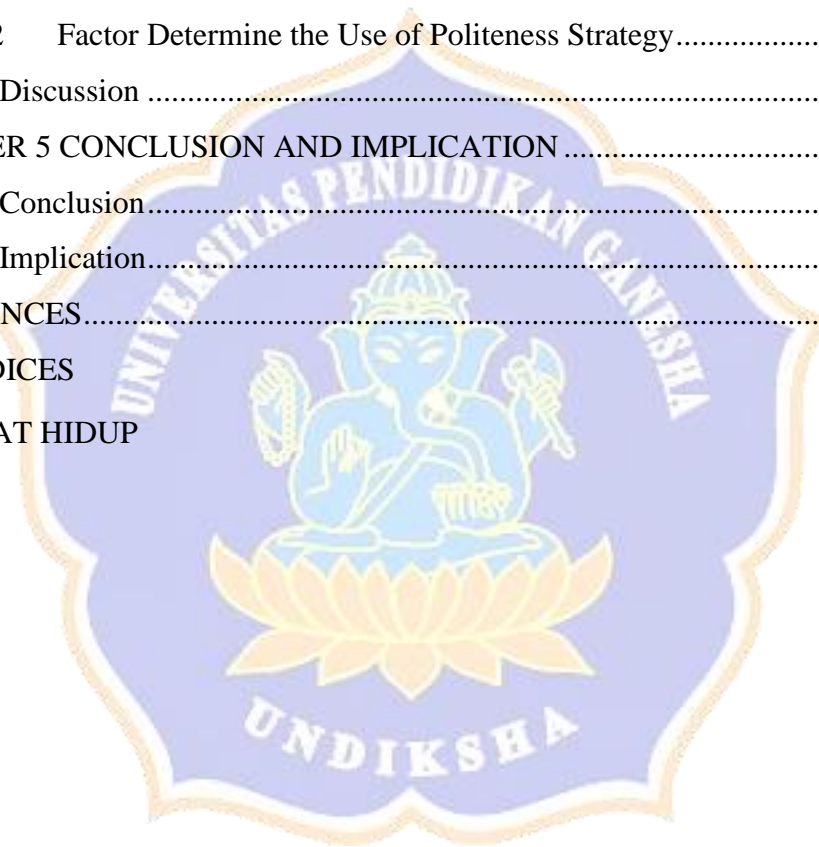 2 Factor Determine the Use of Politeness Strategy....................
Discussion ....................................................................................
ER 5 CONCLUSION AND IMPLICATION ................................
Conclusion....................................................................................
Implication....................................................................................
NCES............................................................................................
DICES
AT HIDUP
UNIVERSITAS PENDIDIKAN GANESHA
UNDIKSHA